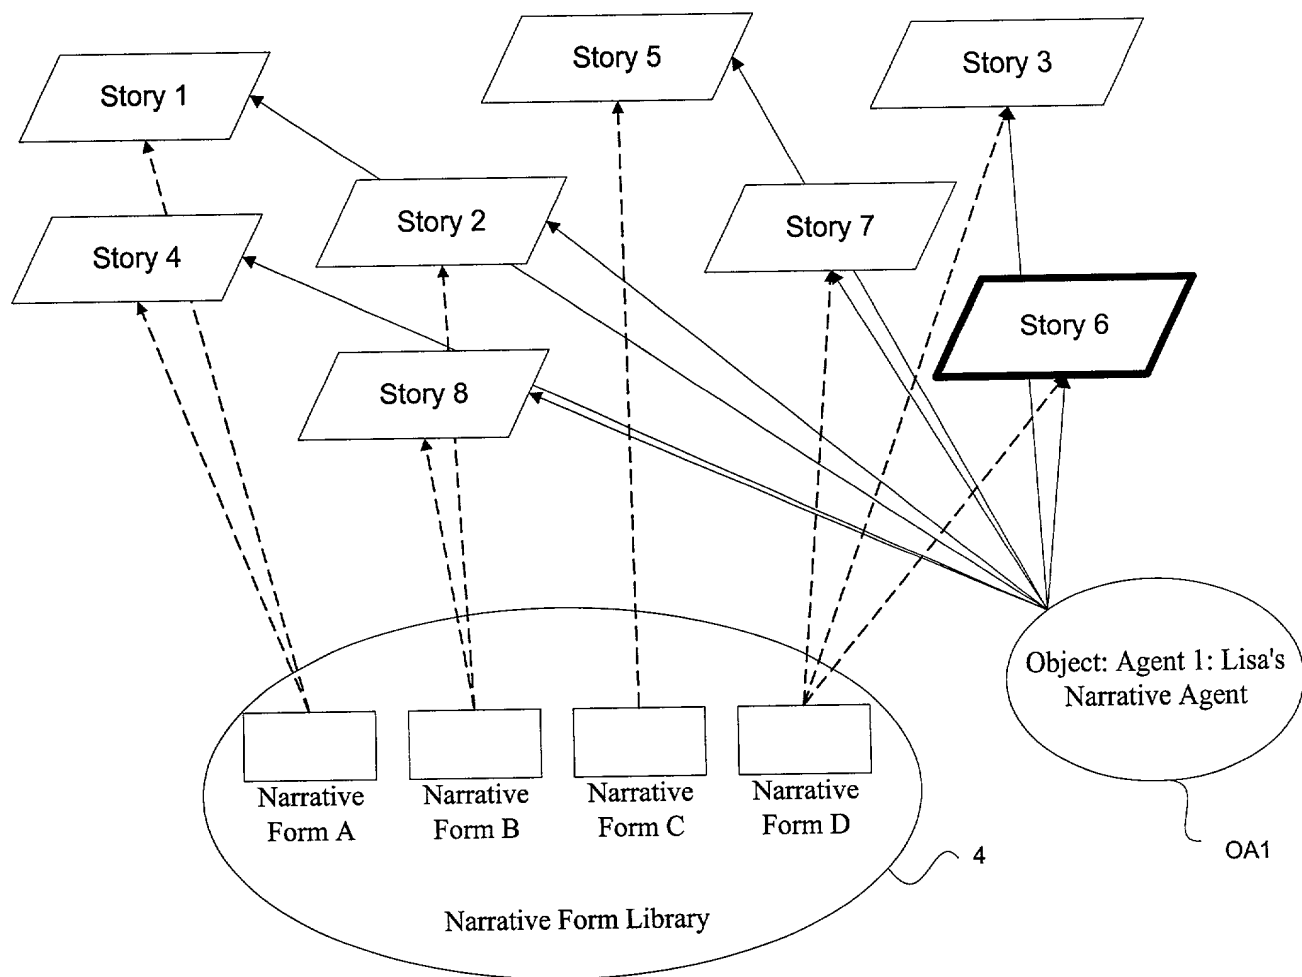 Story 1
Story 5
Story 3
Story 4
Story 2
Story 7
Story 6
Story 8
Object: Agent 1: Lisa's
Narrative Agent
OA1
Narrative
Form A
Narrative
Form B
Narrative
Form C
Narrative
Form D
4
Narrative Form Library